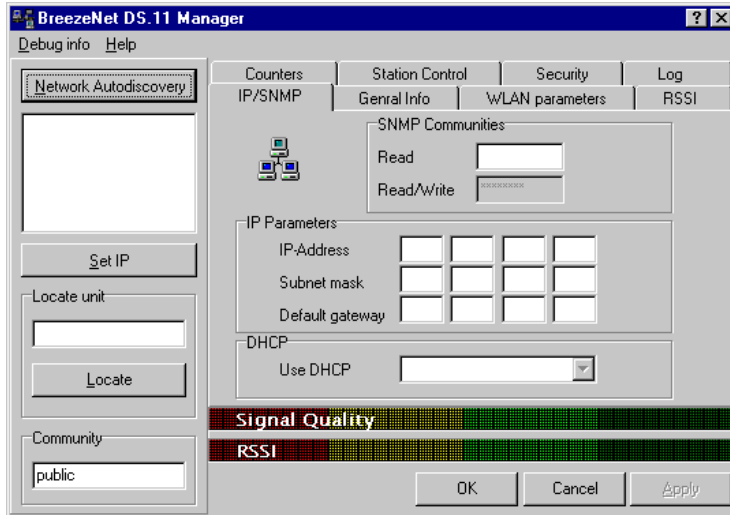 BreezeNet DS.11 Manager
Debug info Help
Network Autodiscovery
Set IP
Locate unit
Locate
Community
public
Counters Station Control Security Log
IP/SNMP Genral Info WLAN parameters RSSI
SNMP Communities
Read
Read/Write ××××××××
IP Parameters
IP-Address
Subnet mask
Default gateway
DHCP
Use DHCP
Signal Quality
RSSI
OK Cancel Apply